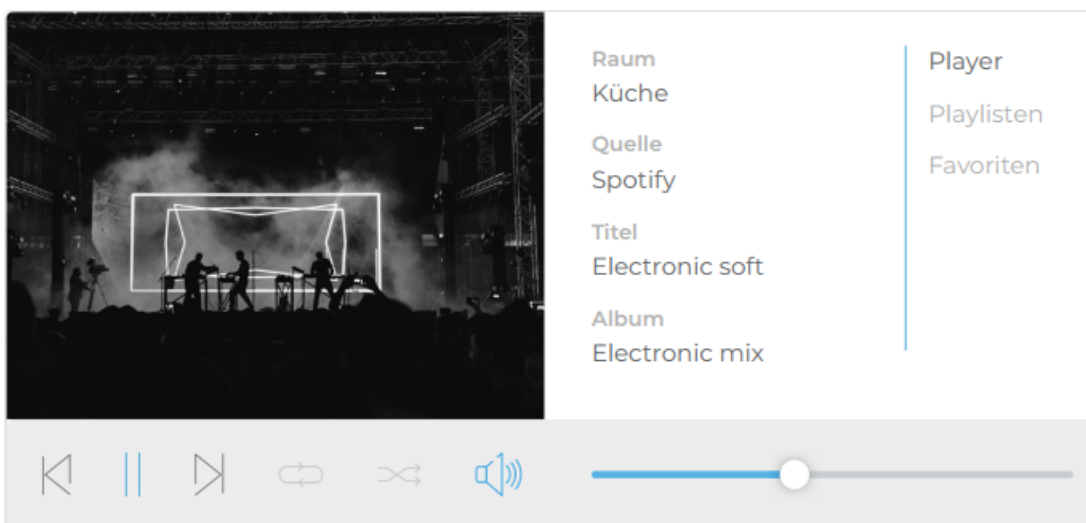 Raum
Küche
Quelle
Spotify
Titel
Electronic soft
Album
Electronic mix
Player
Playlisten
Favoriten